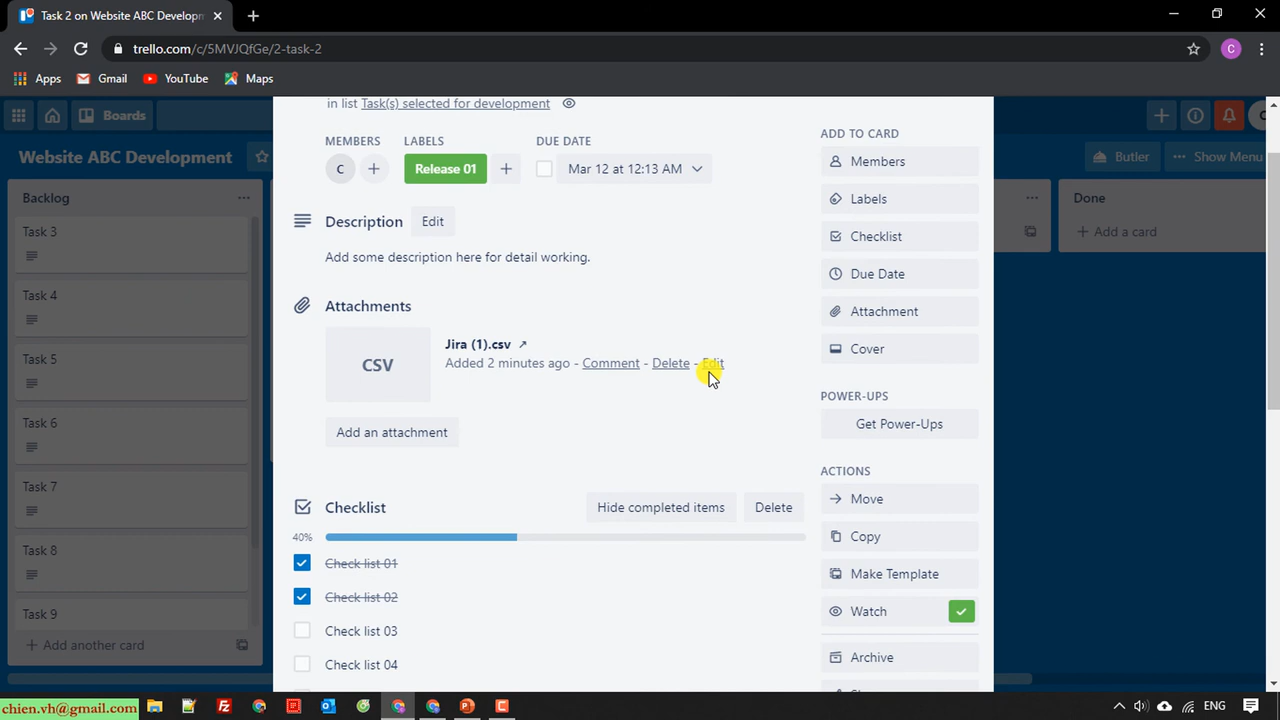 Task 2 on Website ABC Developm
trello.com/c/5MVJQfGe/2-task-2
C
Apps
Gmail
YouTube
Maps
Boards
Website ABC Development
Butler
Show Menu
Backlog
Task 3
Task 4
Task 5
Task 6
Task 7
Task 8
Task 9
Add another card
in list Task(s) selected for development
MEMBERS
LABELS
DUE DATE
C
Release 01
Mar 12 at 12:13 AM
Description
Edit
Add some description here for detail working.
Attachments
CSV
Jira (1).csv
Added 2 minutes ago - Comment - Delete - Edit
Add an attachment
Checklist
Hide completed items
Delete
40%
Check list 01
Check list 02
Check list 03
Check list 04
ADD TO CARD
Members
Labels
Checklist
Due Date
Attachment
Cover
POWER-UPS
Get Power-Ups
ACTIONS
Move
Copy
Make Template
Watch
Archive
Done
Add a card
chien.vh@gmail.com
ENG